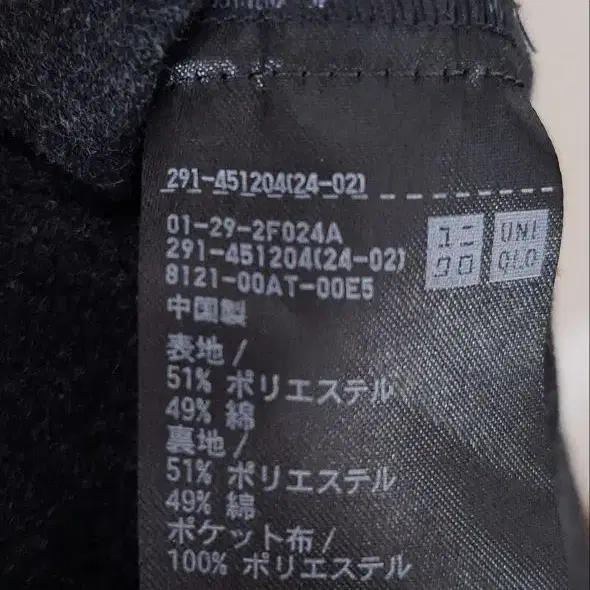 291-451204(24-02)
01-29-2F024A
291-451204(24-02)
8121-00AT-00E5
ユニ
クロ
UNI
QLO
中国製
表地/
51% ポリエステル
49% 綿
裏地/
51% ポリエステル
49% 綿
ポケット布/
100% ポリエステル